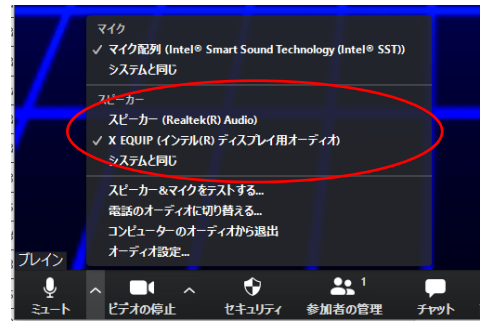 マイク
✓ マイク配列 (Intel® Smart Sound Technology (Intel® SST))
システムと同じ
スピーカー
スピーカー (Realtek(R) Audio)
✓ X EQUIP (インテル(R) ディスプレイ用オーディオ)
システムと同じ
スピーカー&マイクをテストする...
電話のオーディオに切り替える...
コンピューターのオーディオから退出
オーディオ設定...
ブレイン
ミュート ビデオの停止 セキュリティ 参加者の管理 1 チャット